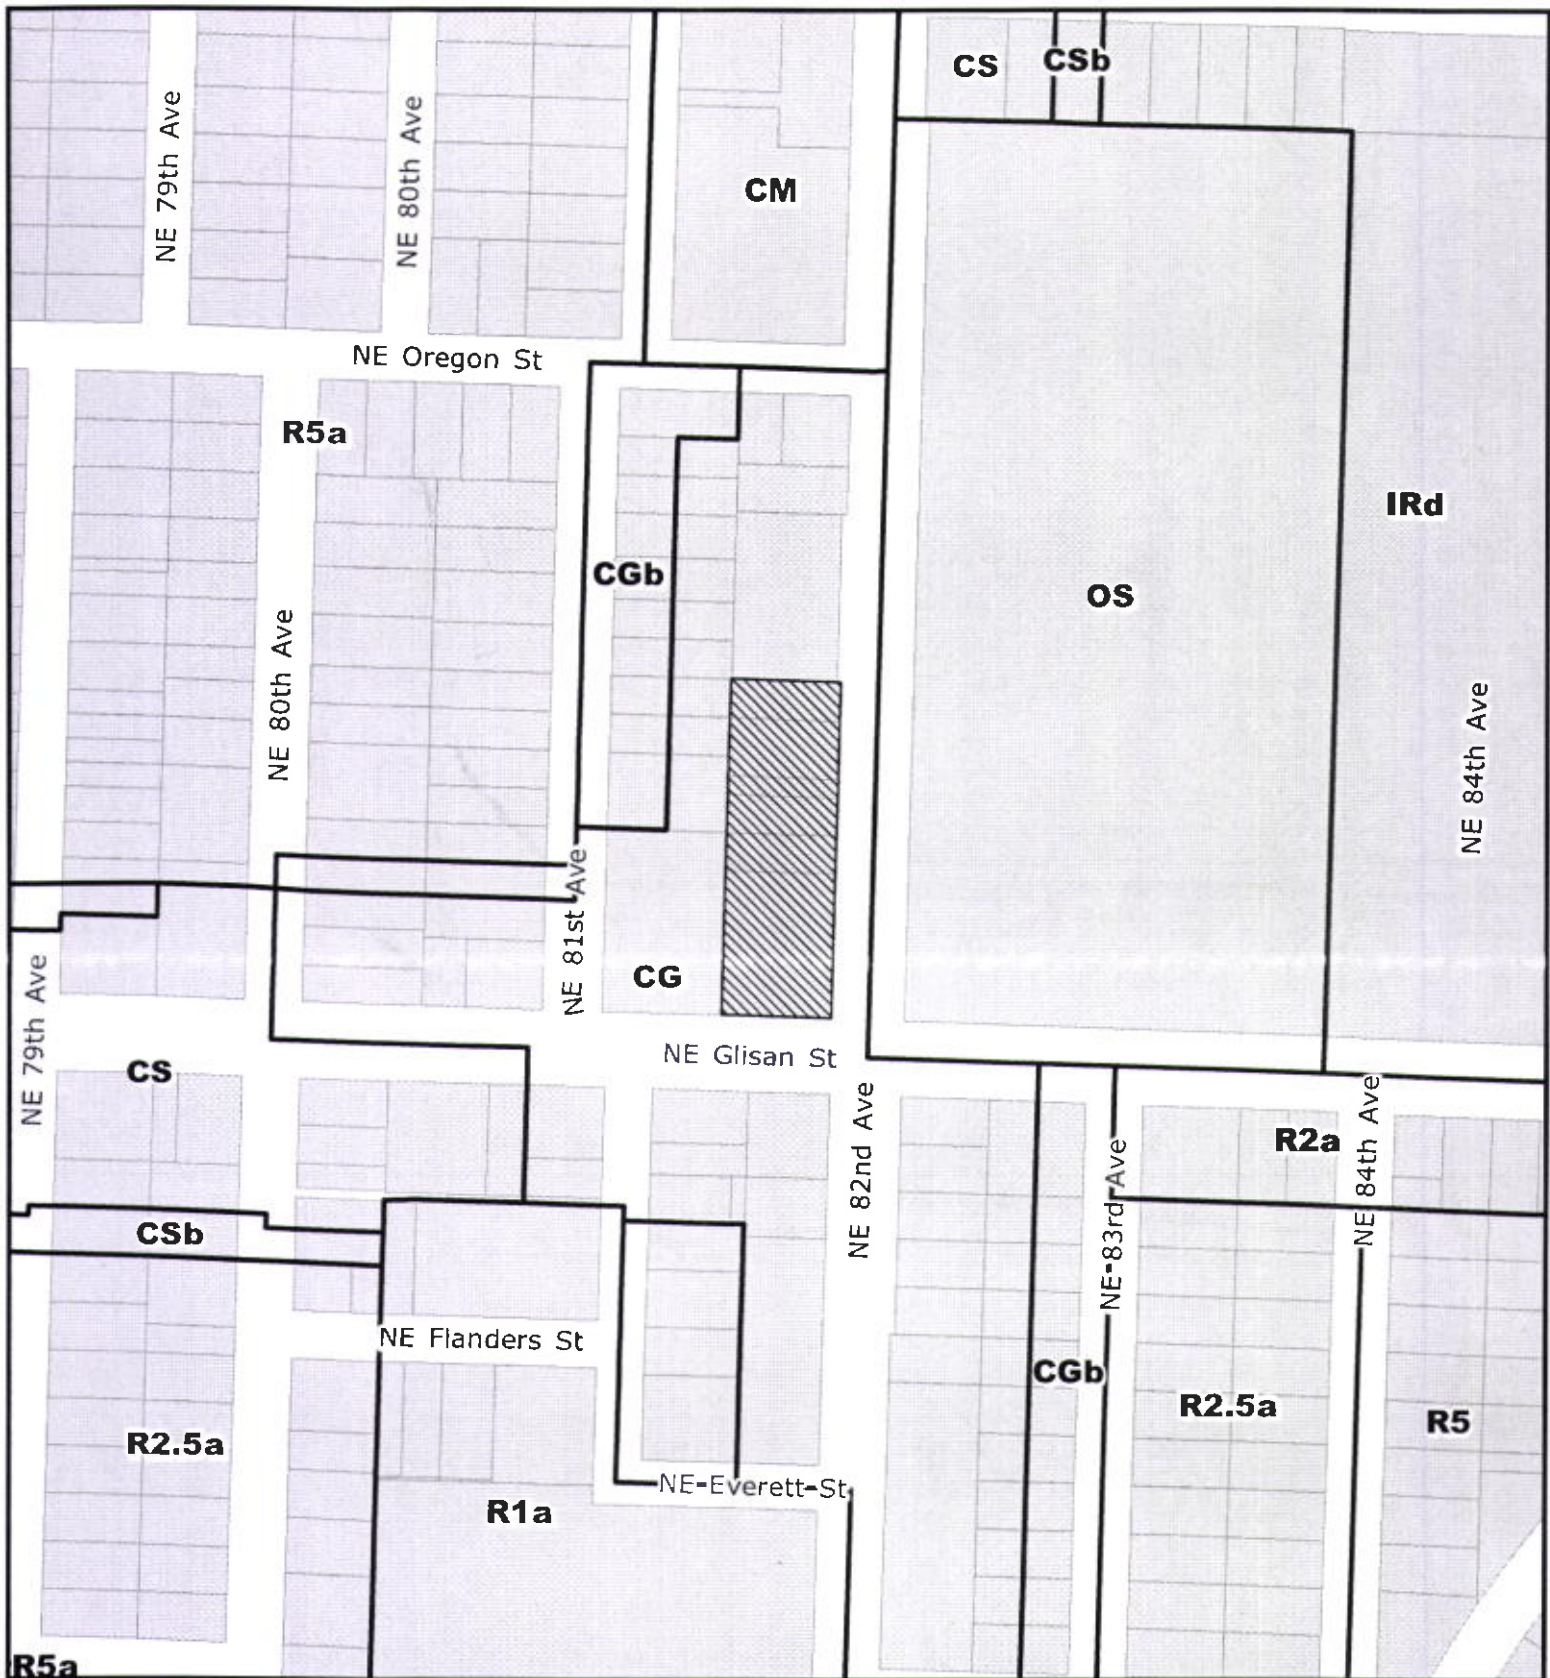 CS
CSb
NE 79th Ave
NE 80th Ave
CM
NE Oregon St
R5a
IRd
CGb
OS
NE 80th Ave
NE 84th Ave
NE 81st Ave
CG
NE 79th Ave
NE Glisan St
CS
NE 82nd Ave
NE 84th Ave
R2a
NE-83rd Ave
CSb
NE Flanders St
CGb
R2.5a
R5
R2.5a
NE-Everett-St
R1a
R5a